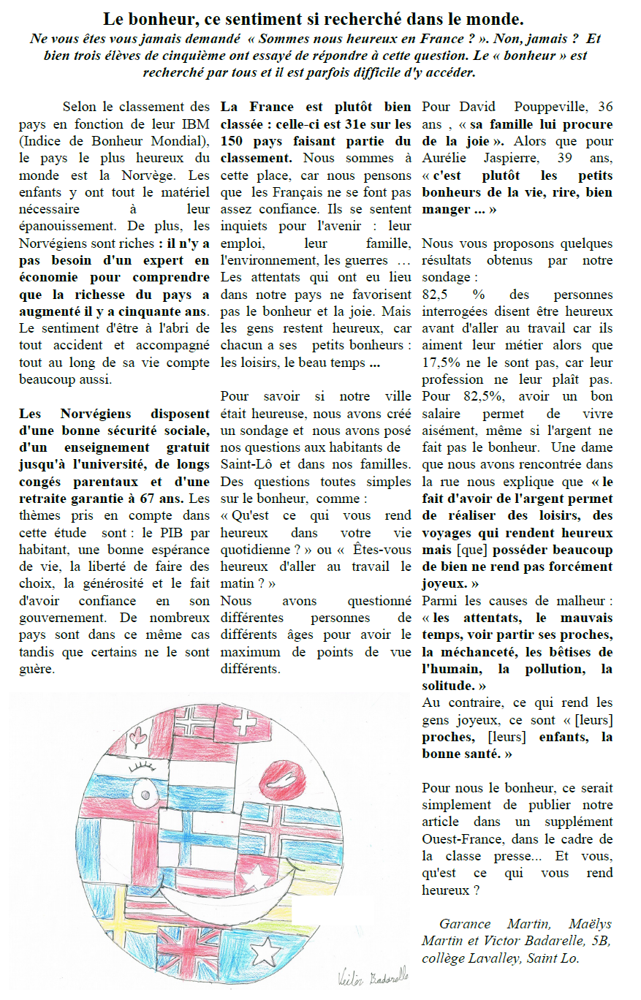 Le bonheur, ce sentiment si recherché dans le monde.
Ne vous êtes vous jamais demandé « Sommes nous heureux en France ? ». Non, jamais ? Et
bien trois élèves de cinquième ont essayé de répondre à cette question. Le « bonheur » est
recherché par tous et il est parfois difficile d'y accéder.
Selon le classement des
pays en fonction de leur IBM
(Indice de Bonheur Mondial),
le pays le plus heureux du
monde est la Norvège. Les
enfants y ont tout le matériel
nécessaire à leur
épanouissement. De plus, les
Norvégiens sont riches : il n'y a
pas besoin d'un expert en
économie pour comprendre
que la richesse du pays a
augmenté il y a cinquante ans.
Le sentiment d'être à l'abri de
tout accident et accompagné
tout au long de sa vie compte
beaucoup aussi.
Les Norvégiens disposent
d'une bonne sécurité sociale,
d'un enseignement gratuit
jusqu'à l'université, de longs
congés parentaux et d'une
retraite garantie à 67 ans. Les
thèmes pris en compte dans
cette étude sont : le PIB par
habitant, une bonne espérance
de vie, la liberté de faire des
choix, la générosité et le fait
d'avoir confiance en son
gouvernement. De nombreux
pays sont dans ce même cas
tandis que certains ne le sont
guère.
La France est plutôt bien
classée : celle-ci est 31e sur les
150 pays faisant partie du
classement. Nous sommes à
cette place, car nous pensons
que les Français ne se font pas
assez confiance. Ils se sentent
inquiets pour l'avenir : leur
emploi, leur famille,
l'environnement, les guerres …
Les attentats qui ont eu lieu
dans notre pays ne favorisent
pas le bonheur et la joie. Mais
les gens restent heureux, car
chacun a ses petits bonheurs :
les loisirs, le beau temps ...
Pour savoir si notre ville
était heureuse, nous avons créé
un sondage et nous avons posé
nos questions aux habitants de
Saint-Lô et dans nos familles.
Des questions toutes simples
sur le bonheur, comme :
« Qu'est ce qui vous rend
heureux dans votre vie
quotidienne ? » ou « Êtes-vous
heureux d'aller au travail le
matin ? »
Nous avons questionné
différentes personnes de
différents âges pour avoir le
maximum de points de vue
différents.
Pour David Pouppeville, 36
ans , « sa famille lui procure
de la joie ». Alors que pour
Aurélie Jaspierre, 39 ans,
« c'est plutôt les petits
bonheurs de la vie, rire, bien
manger ... »
Nous vous proposons quelques
résultats obtenus par notre
sondage :
82,5 % des personnes
interrogées disent être heureux
avant d'aller au travail car ils
aiment leur métier alors que
17,5% ne le sont pas, car leur
profession ne leur plaît pas.
Pour 82,5%, avoir un bon
salaire permet de vivre
aisément, même si l'argent ne
fait pas le bonheur. Une dame
que nous avons rencontrée dans
la rue nous explique que « le
fait d'avoir de l'argent permet
de réaliser des loisirs, des
voyages qui rendent heureux
mais [que] posséder beaucoup
de bien ne rend pas forcément
joyeux. »
Parmi les causes de malheur :
« les attentats, le mauvais
temps, voir partir ses proches,
la méchanceté, les bêtises de
l'humain, la pollution, la
solitude. »
Au contraire, ce qui rend les
gens joyeux, ce sont « [leurs]
proches, [leurs] enfants, la
bonne santé. »
Pour nous le bonheur, ce serait
simplement de publier notre
article dans un supplément
Ouest-France, dans le cadre de
la classe presse... Et vous,
qu'est ce qui vous rend
heureux ?
Garance Martin, Maëlys
Martin et Victor Badarelle, 5B,
collège Lavalley, Saint Lo.
Victor Badarelle